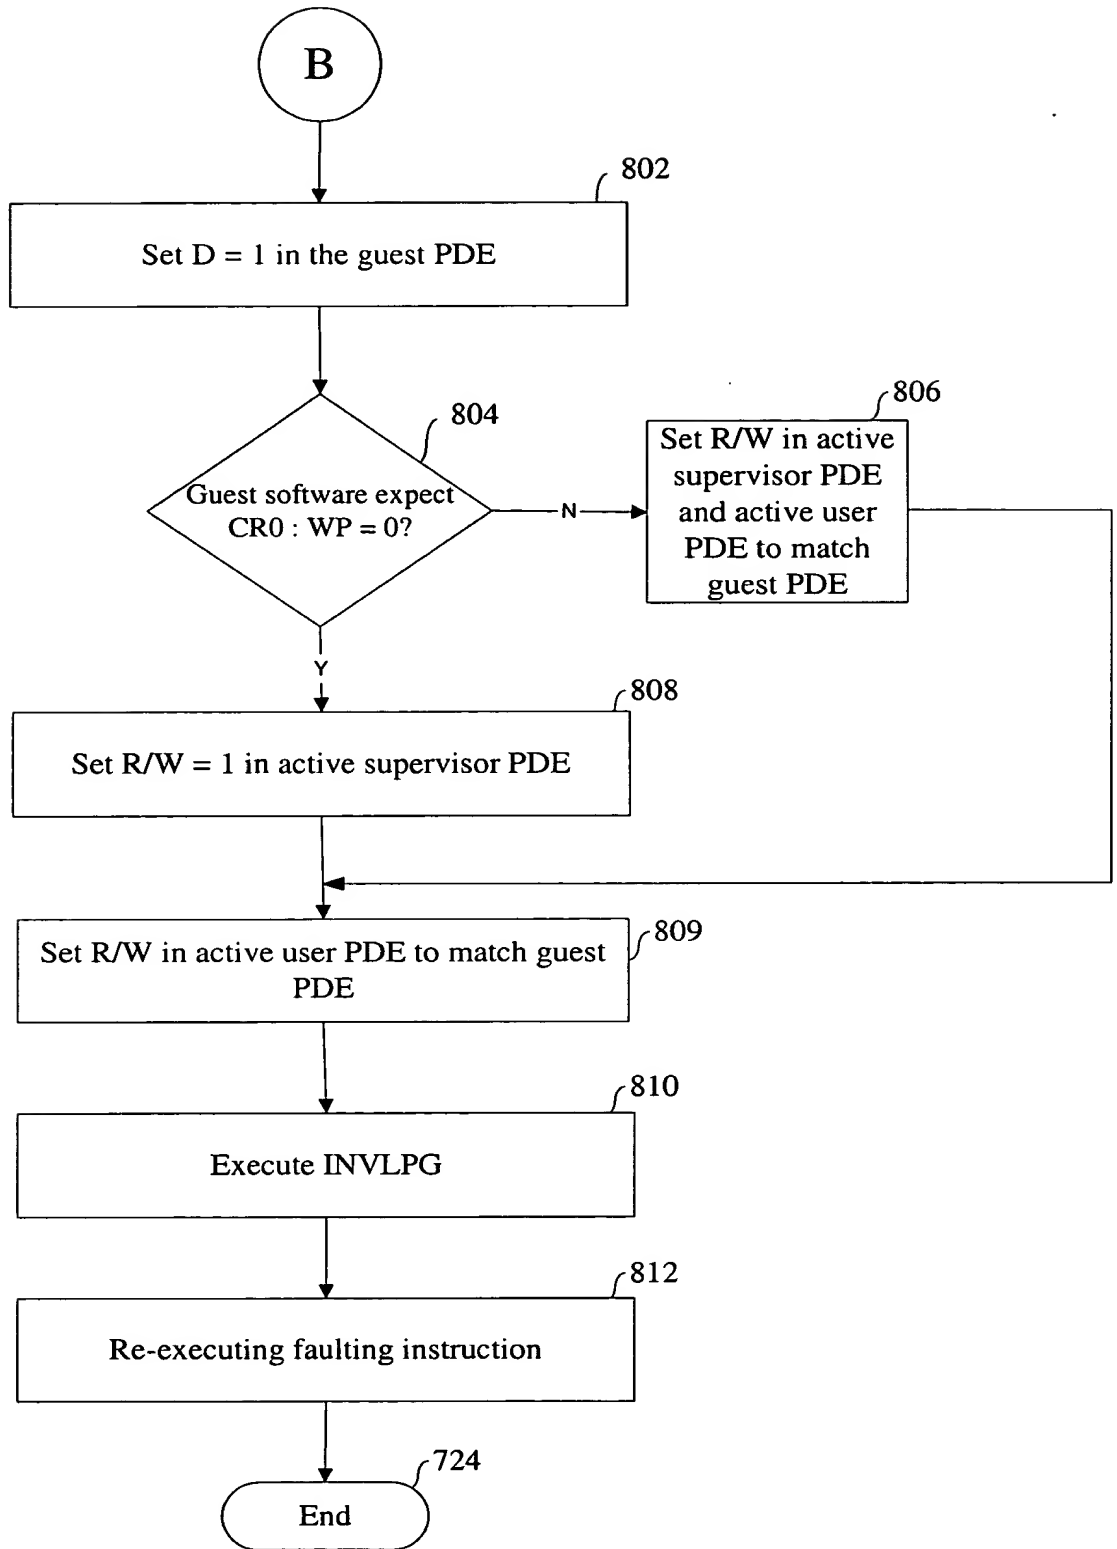 B
802
Set D = 1 in the guest PDE
804
Guest software expect
CR0 : WP = 0?
N
806
Set R/W in active
supervisor PDE
and active user
PDE to match
guest PDE
Y
808
Set R/W = 1 in active supervisor PDE
809
Set R/W in active user PDE to match guest
PDE
810
Execute INVLPG
812
Re-executing faulting instruction
724
End